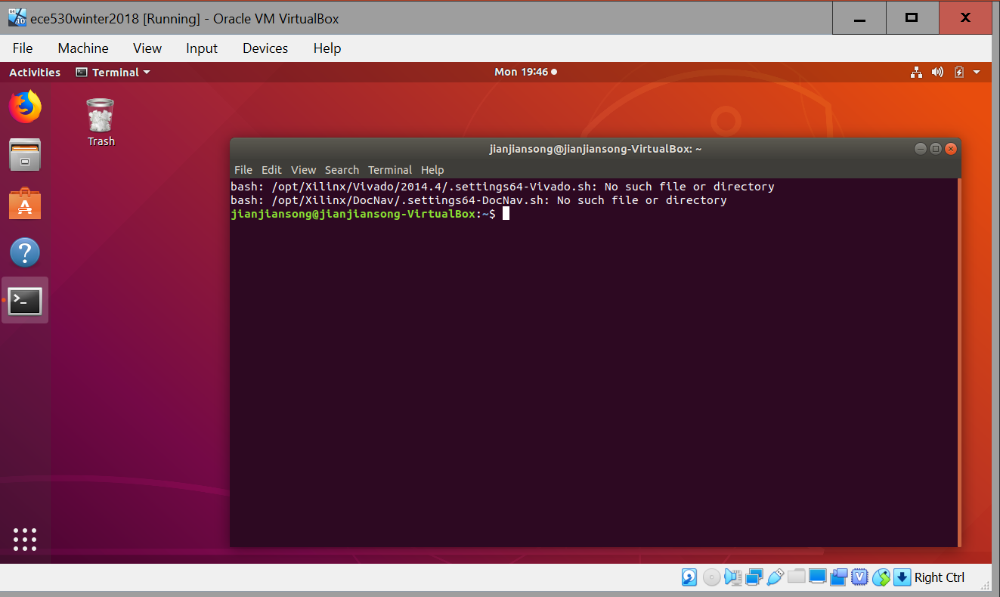 ece530winter2018 [Running] - Oracle VM VirtualBox
File Machine View Input Devices Help
Activities Terminal Mon 19:46
Trash
jianjiansong@jianjiansong-VirtualBox: ~
File Edit View Search Terminal Help
bash: /opt/Xilinx/Vivado/2014.4/.settings64-Vivado.sh: No such file or directory
bash: /opt/Xilinx/DocNav/.settings64-DocNav.sh: No such file or directory
jianjiansong@jianjiansong-VirtualBox:~$
Right Ctrl